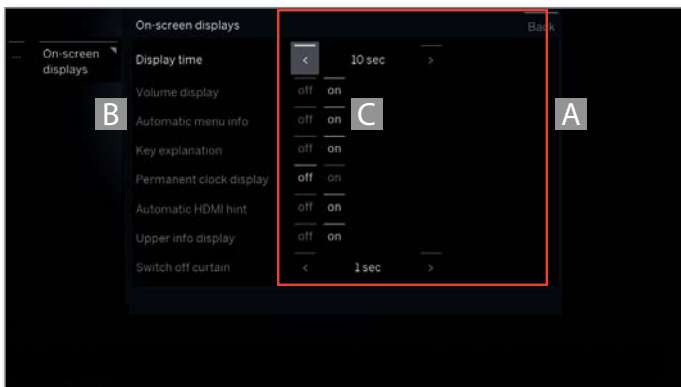 On-screen displays Back
... On-screen displays
Display time < 10 sec >
Volume display off on
B Automatic menu info off on C A
Key explanation off on
Permanent clock display off on
Automatic HDMI hint off on
Upper info display off on
Switch off curtain < 1 sec >